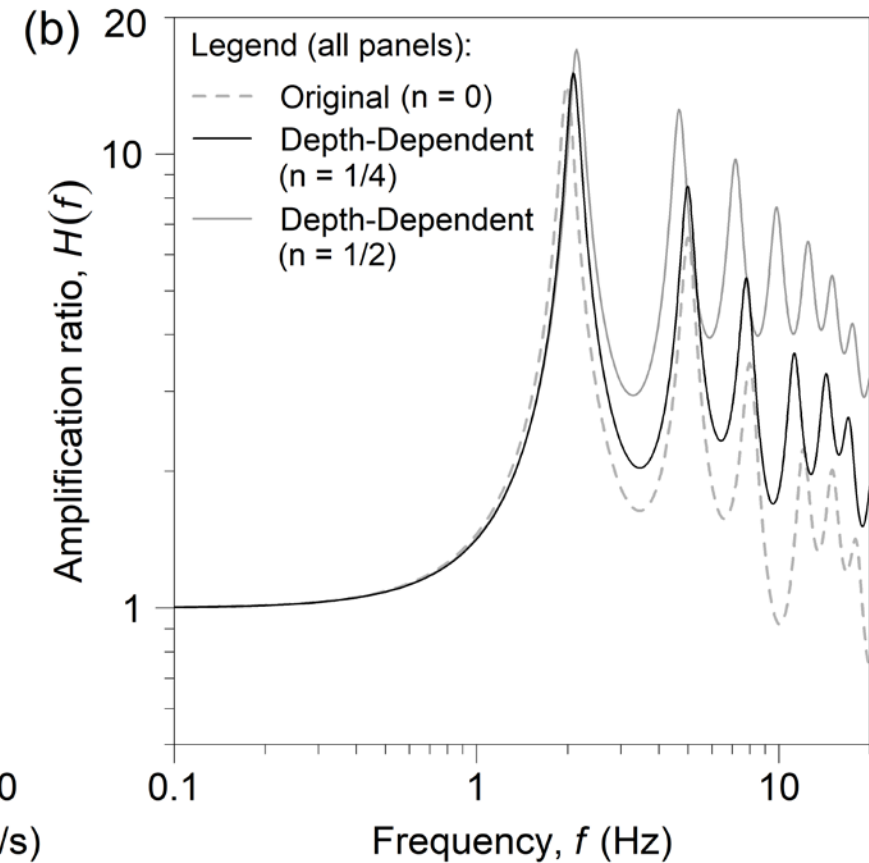 (b)
20
Legend (all panels):
Original (n = 0)
Depth-Dependent
(n = 1/4)
Depth-Dependent
(n = 1/2)
10
1
Amplification ratio, H(f)
0
0.1
1
10
/s)
Frequency, f (Hz)